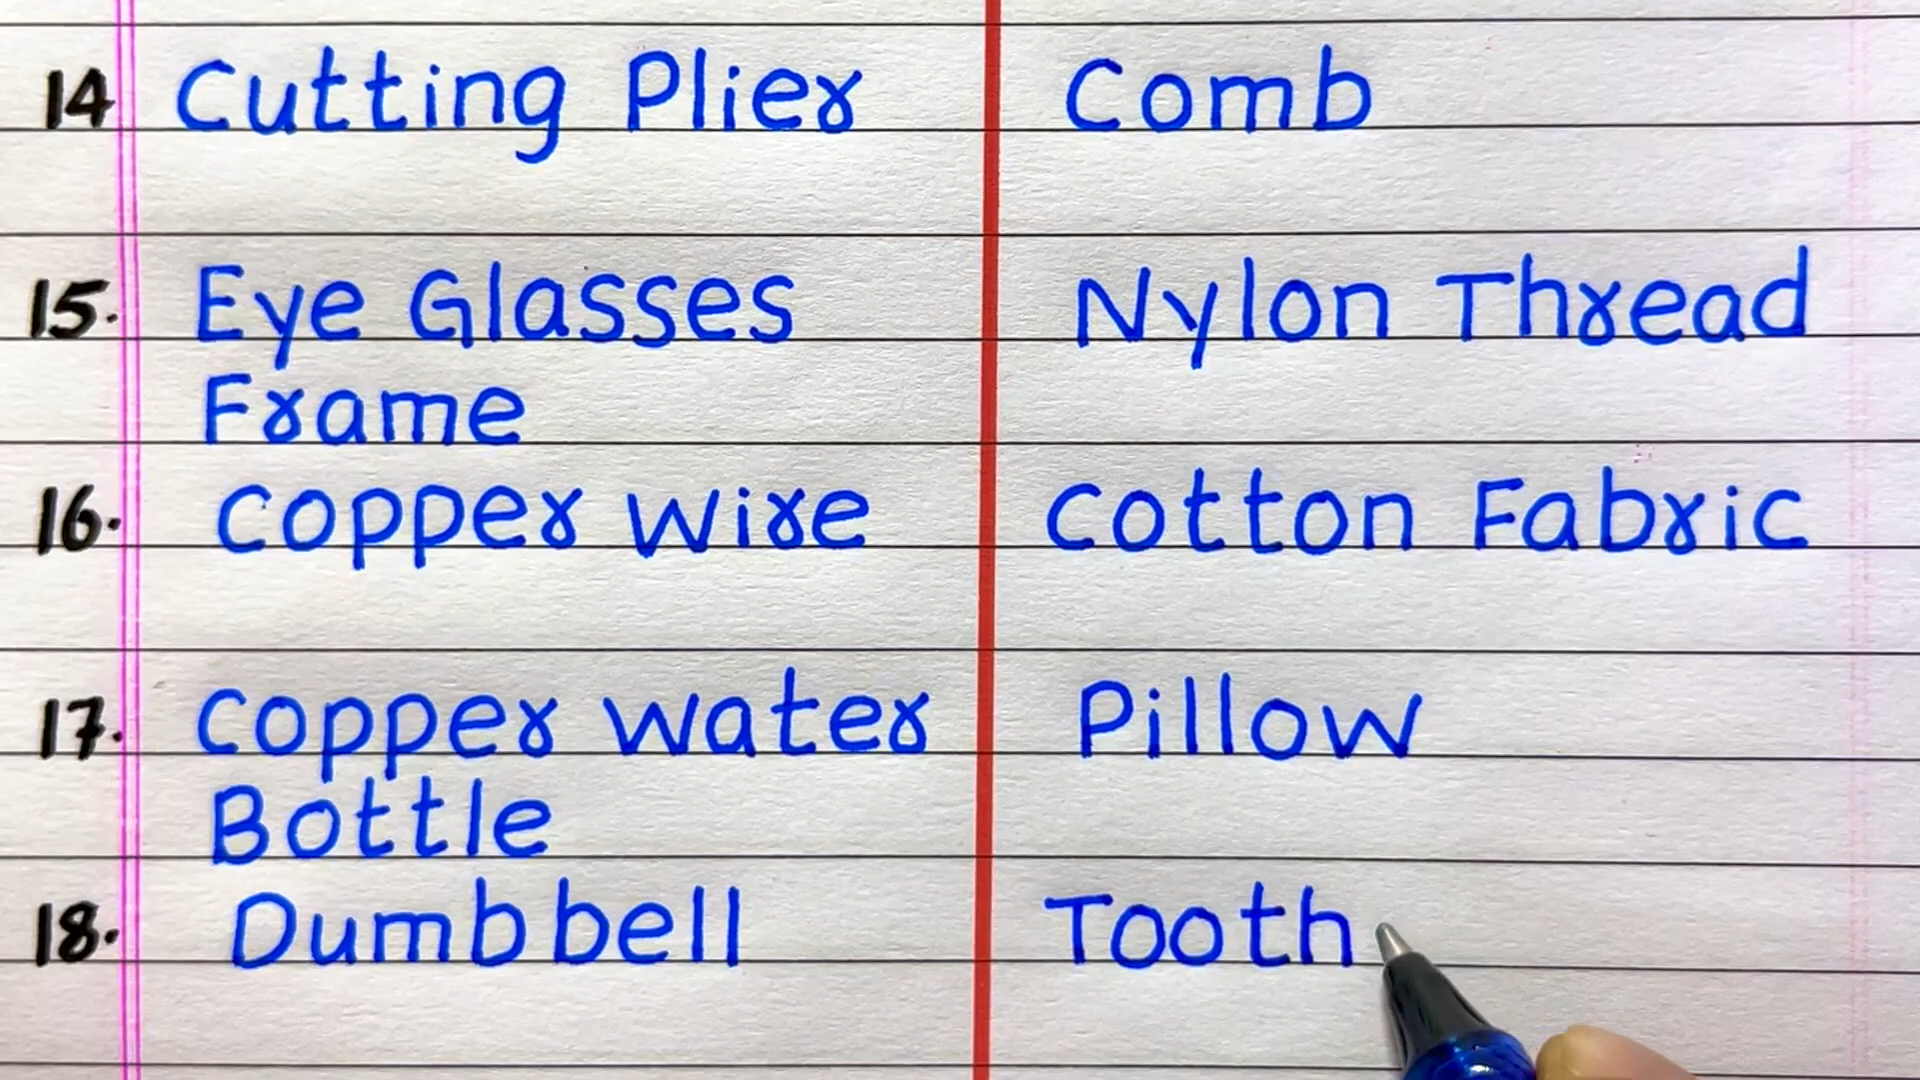 14 Cutting Plier Comb
15. Eye Glasses Nylon Thread
Frame
16. Copper Wire Cotton Fabric
17. Copper Water Pillow
Bottle
18. Dumbbell Tooth